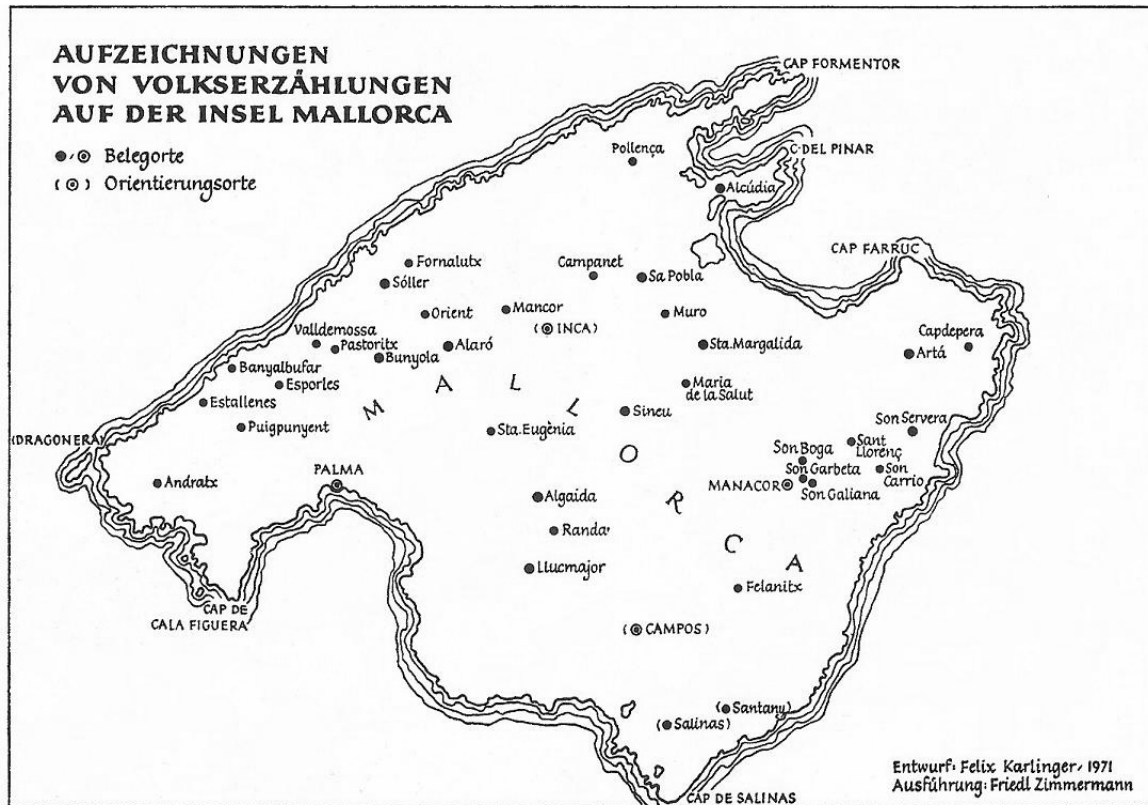 AUFZEICHNUNGEN
VON VOLKSERZÄHLUNGEN
AUF DER INSEL MALLORCA
Belegorte
( ) Orientierungsorte
CAP FORMENTOR
Pollença
C. DEL PINAR
Alcúdia
CAP FARRUC
Fornalutx
Campanet
Sa Pobla
Sóller
Orient
Mancor
Muro
(INCA)
Valldemossa
Pastoritx
Bunyola
Alaró
Sta. Margalida
Capdepera
Artá
Banyalbufar
Esporles
Maria
de la Salut
Estallenes
Sineu
Puigpunyent
Sta. Eugènia
Son Servera
(DRAGONERA)
Sant
Llorenç
Son Boga
Son Garbeta
Son
Carrio
PALMA
Andratx
MANACOR
Son Galiana
Algaida
Randa
Llucmajor
MALLORCA
Felanitx
CAP DE
CALA FIGUERA
(CAMPOS)
(Santany)
(Salinas)
CAP DE SALINAS
Entwurf: Felix Karlinger, 1971
Ausführung: Friedl Zimmermann